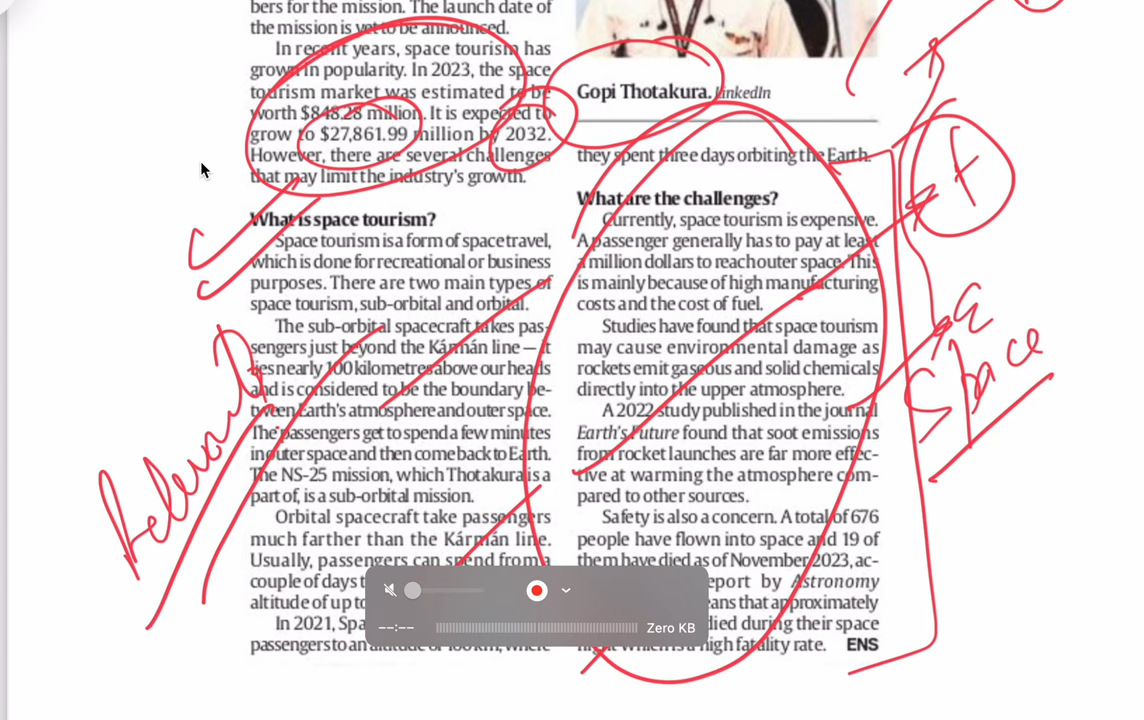 bers for the mission. The launch date of
the mission is yet to be announced.
In recent years, space tourism has
grown in popularity. In 2023, the space
tourism market was estimated to be
worth $848.28 million. It is expected to
grow to $27,861.99 million by 2032.
However, there are several challenges
that may limit the industry's growth.
What is space tourism?
Space tourism is a form of space travel,
which is done for recreational or business
purposes. There are two main types of
space tourism, sub-orbital and orbital.
The sub-orbital spacecraft takes pas-
sengers just beyond the Kármán line — it
lies nearly 100 kilometres above our heads
and is considered to be the boundary be-
tween Earth's atmosphere and outer space.
The passengers get to spend a few minutes
in outer space and then come back to Earth.
The NS-25 mission, which Thotakura is a
part of, is a sub-orbital mission.
Orbital spacecraft take passengers
much farther than the Kármán line.
Usually, passengers can spend from a
couple of days t
altitude of up to
In 2021, Spa
passengers to an altitude of 160 km, where
Gopi Thotakura. LinkedIn
they spent three days orbiting the Earth.
What are the challenges?
Currently, space tourism is expensive.
A passenger generally has to pay at least
a million dollars to reach outer space. This
is mainly because of high manufacturing
costs and the cost of fuel.
Studies have found that space tourism
may cause environmental damage as
rockets emit gaseous and solid chemicals
directly into the upper atmosphere.
A 2022 study published in the journal
Earth's Future found that soot emissions
from rocket launches are far more effec-
tive at warming the atmosphere com-
pared to other sources.
Safety is also a concern. A total of 676
people have flown into space and 19 of
them have died as of November 2023, ac-
eport by Astronomy
eans that approximately
died during their space
flight which is a high fatality rate. ENS
Relevant
Space
--:-- Zero KB